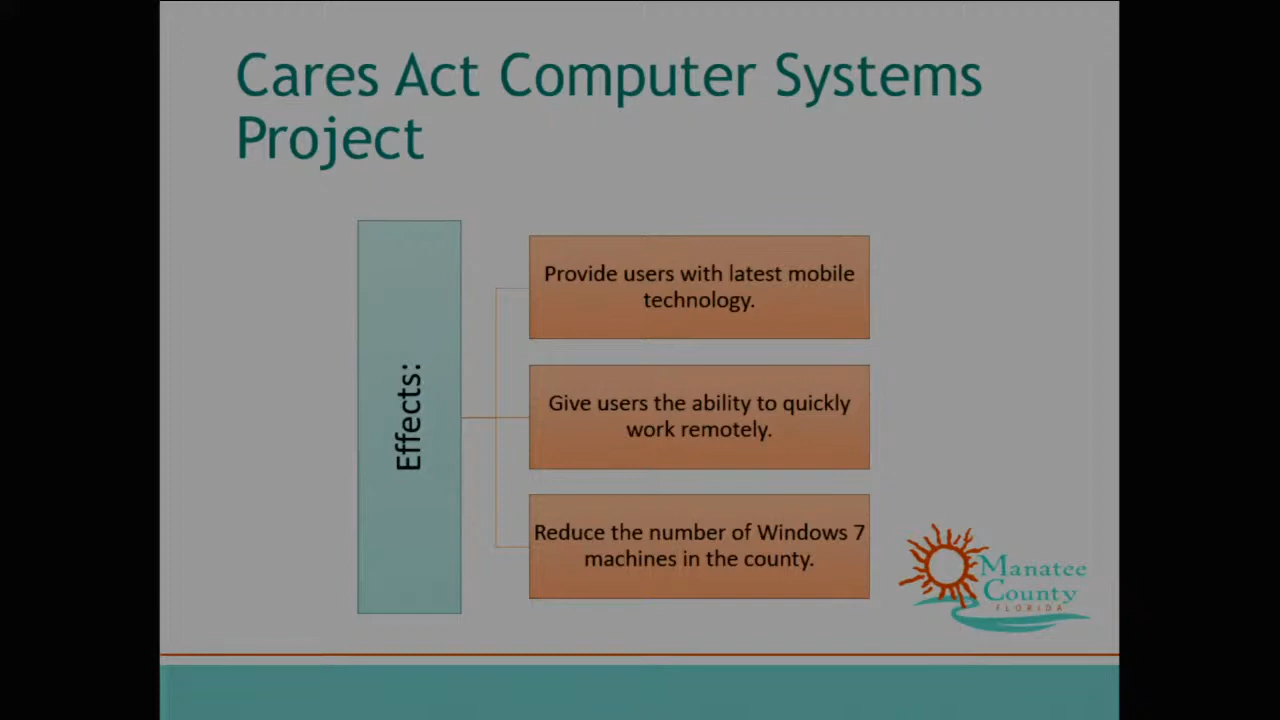 Cares Act Computer Systems
Project
Effects:
Provide users with latest mobile
technology.
Give users the ability to quickly
work remotely.
Reduce the number of Windows 7
machines in the county.
Manatee
County
FLORIDA